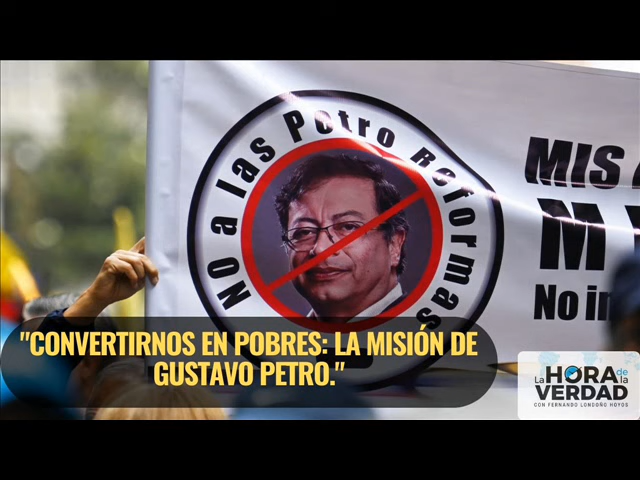 No a las Petro Reformas
MIS
M
No in
"CONVERTIRNOS EN POBRES: LA MISIÓN DE
GUSTAVO PETRO."
La HORA de la
VERDAD
CON FERNANDO LONDOÑO HOYOS